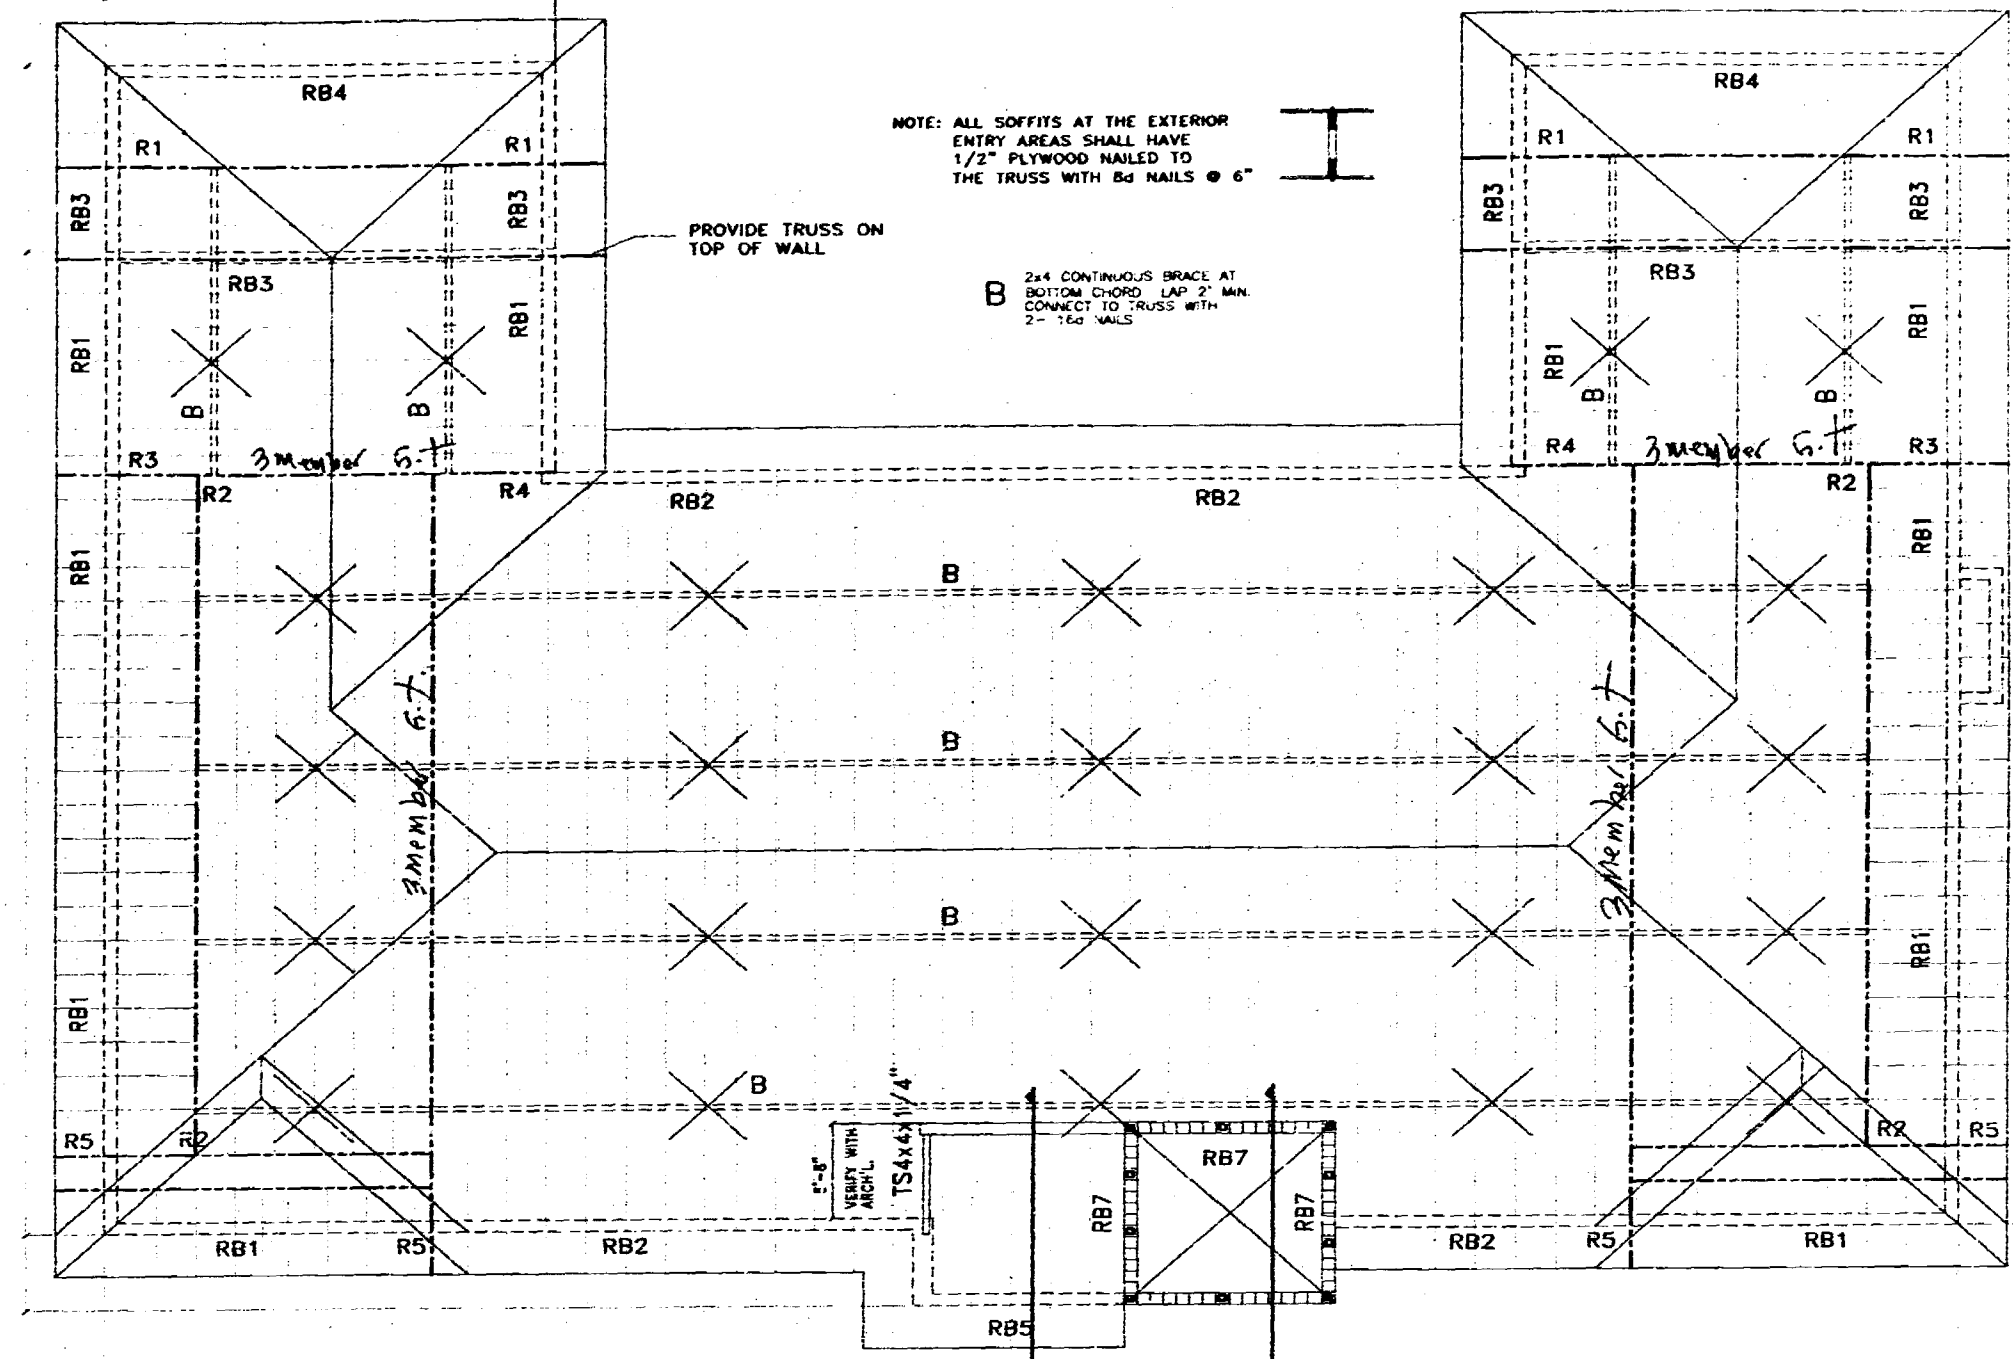 RB4
RB4
NOTE: ALL SOFFITS AT THE EXTERIOR
ENTRY AREAS SHALL HAVE
1/2" PLYWOOD NAILED TO
THE TRUSS WITH 8d NAILS @ 6"
R1
R1
R1
R1
RB3
RB3
RB3
RB3
PROVIDE TRUSS ON
TOP OF WALL
RB3
RB3
B
2x4 CONTINUOUS BRACE AT
BOTTOM CHORD LAP 2' MIN.
CONNECT TO TRUSS WITH
2- 16d NAILS
RB1
RB1
RB1
RB1
B
B
B
B
R3
3 member G.T
R4
3 member G.T
R3
R2
R4
RB2
RB2
R2
RB1
RB1
B
3 member G.T.
3 Member G.T
B
B
RB1
RB1
B
TS4x4x1/4"
VERIFY WITH
ARCH'L.
R5
R2
RB7
R2
R5
RB7
RB7
RB1
R5
RB2
RB2
R5
RB1
RB5